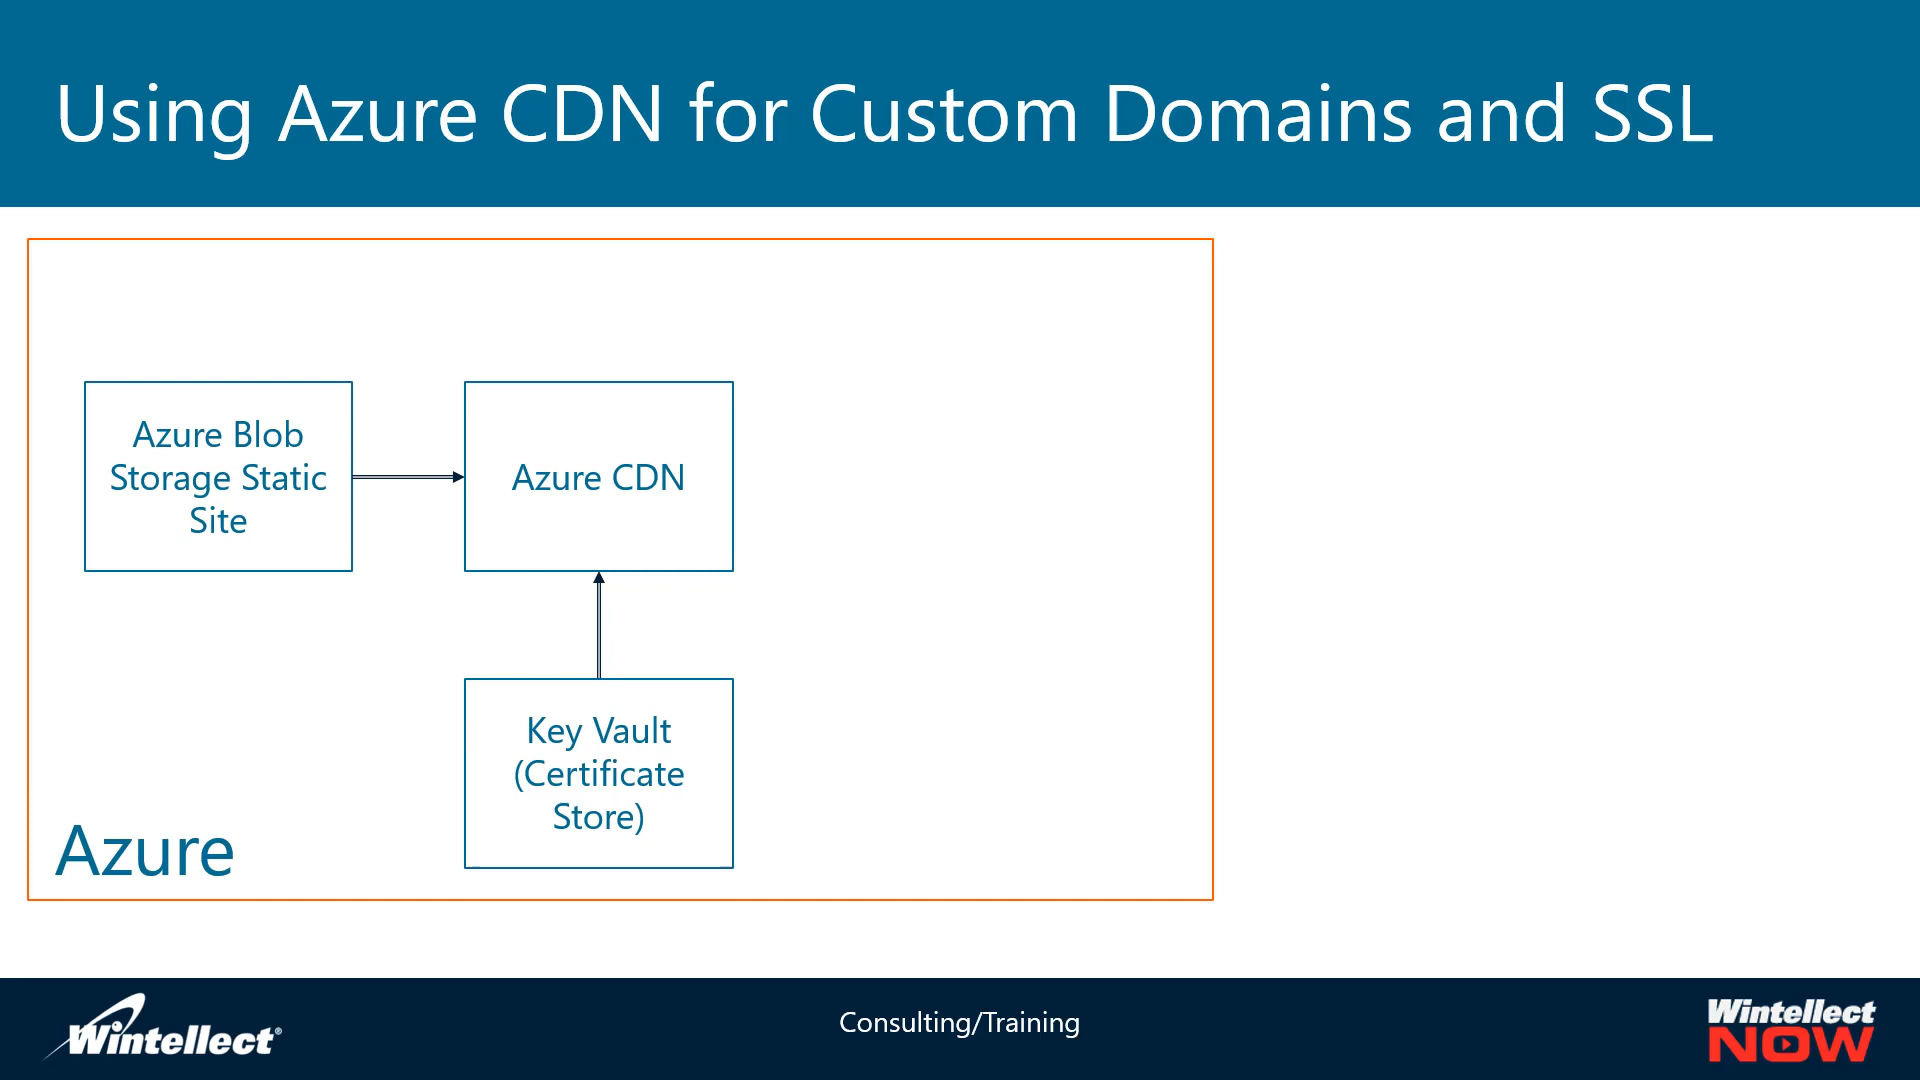 Using Azure CDN for Custom Domains and SSL
Azure Blob
Storage Static
Site
Azure CDN
Key Vault
(Certificate
Store)
Azure
Wintellect®
Consulting/Training
Wintellect
NOW